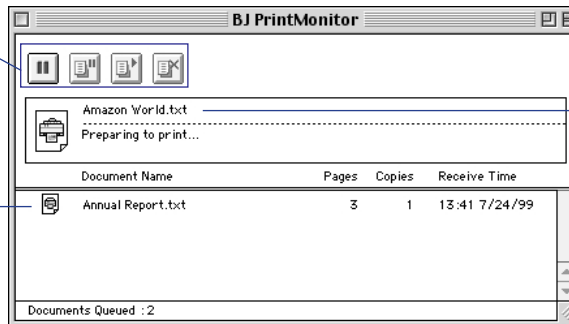 BJ PrintMonitor
Amazon World.txt
Preparing to print...
Document Name Pages Copies Receive Time
Annual Report.txt 3 1 13:41 7/24/99
Documents Queued : 2